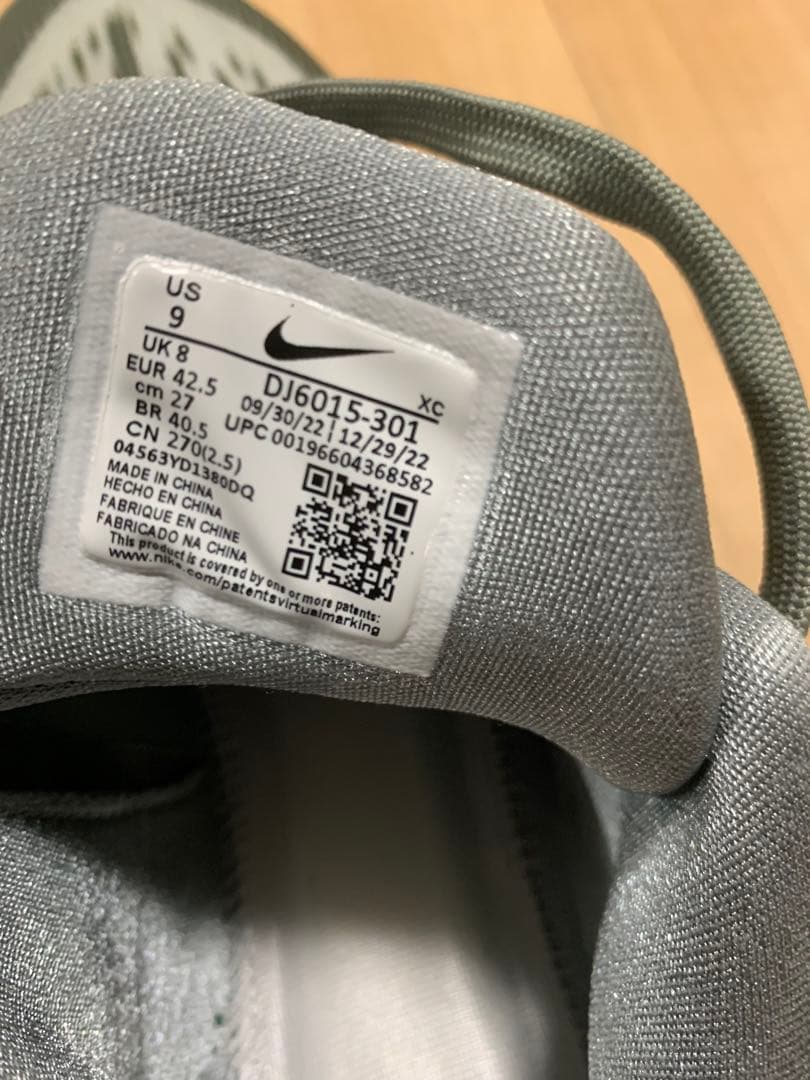 US
9
UK 8
EUR 42.5
cm 27
BR 40.5
CN 270(2.5)
DJ6015-301
XC
09/30/22 | 12/29/22
UPC 00196604368582
04563YD1380DQ
MADE IN CHINA
HECHO EN CHINA
FABRIQUE EN CHINE
FABRICADO NA CHINA
This product is covered by one or more patents:
www.nike.com/patentsvirtualmarking